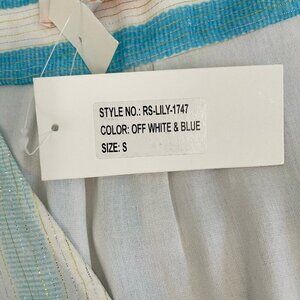 STYLE NO.: RS-LILY-1747
COLOR: OFF WHITE & BLUE
SIZE: S